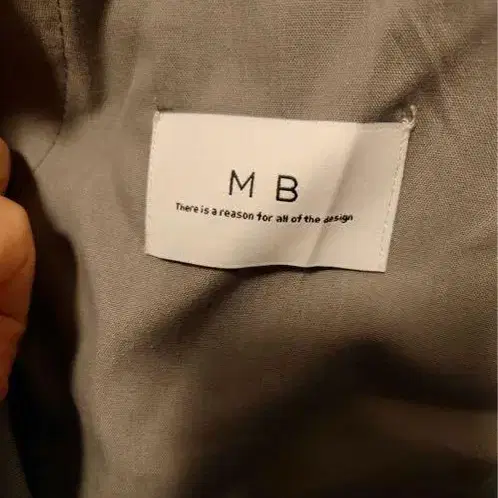 M B
There is a reason for all of the design